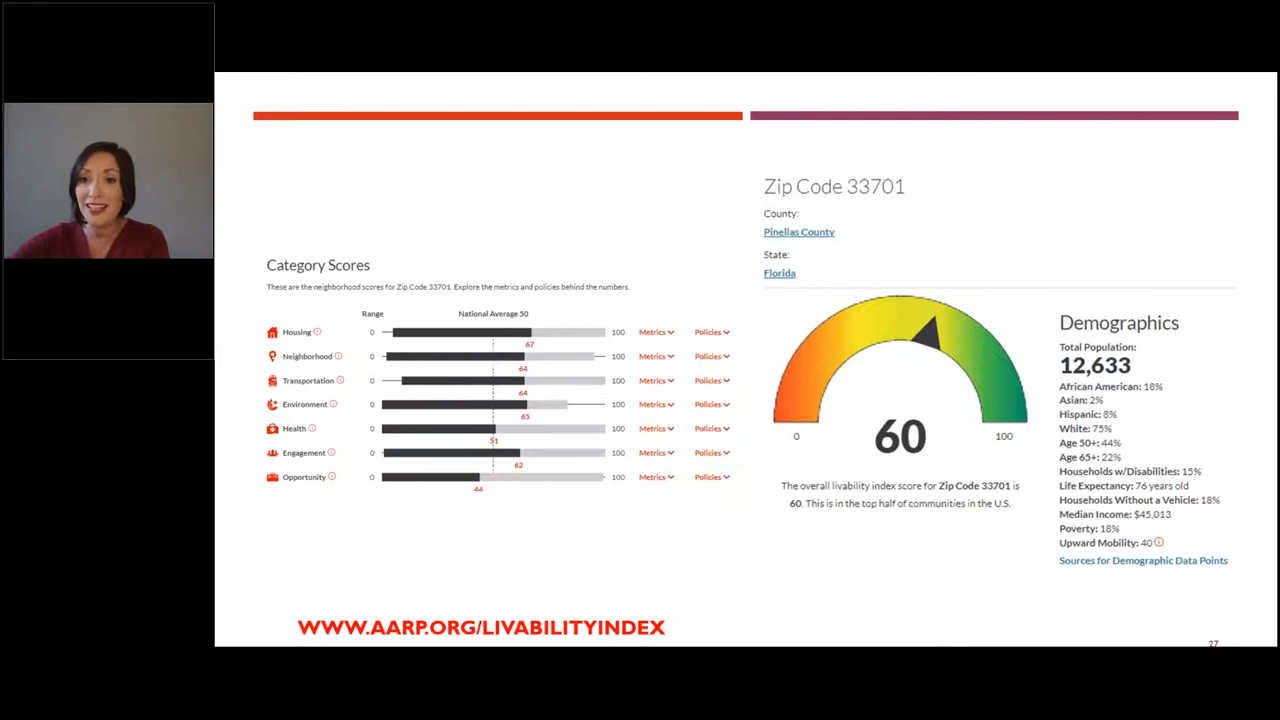 Category Scores
These are the neighborhood scores for Zip Code 33701. Explore the metrics and policies behind the numbers.
Range National Average 50
Housing 0 100 Metrics Policies
67
Neighborhood 0 100 Metrics Policies
64
Transportation 0 100 Metrics Policies
64
Environment 0 100 Metrics Policies
65
Health 0 100 Metrics Policies
51
Engagement 0 100 Metrics Policies
62
Opportunity 0 100 Metrics Policies
44
WWW.AARP.ORG/LIVABILITYINDEX
Zip Code 33701
County:
Pinellas County
State:
Florida
0 60 100
The overall livability index score for Zip Code 33701 is
60. This is in the top half of communities in the U.S.
Demographics
Total Population:
12,633
African American: 18%
Asian: 2%
Hispanic: 8%
White: 75%
Age 50+: 44%
Age 65+: 22%
Households w/Disabilities: 15%
Life Expectancy: 76 years old
Households Without a Vehicle: 18%
Median Income: $45,013
Poverty: 18%
Upward Mobility: 40
Sources for Demographic Data Points
27